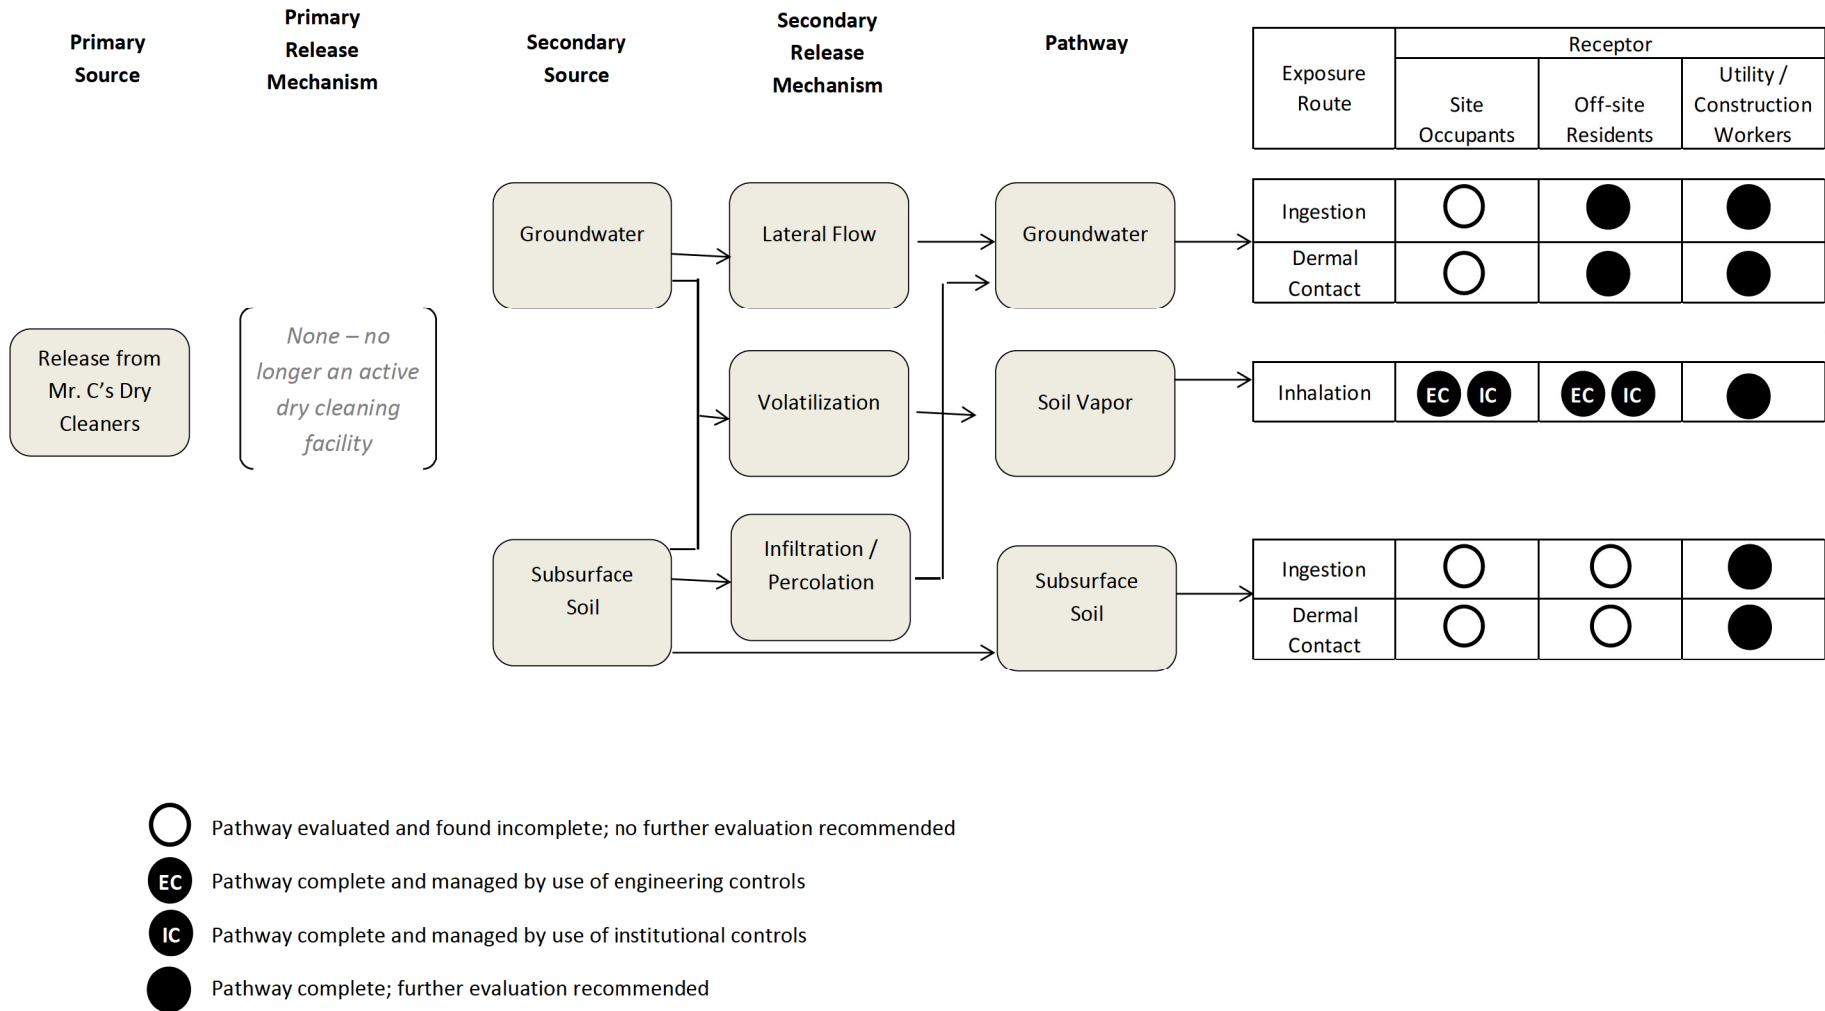 Primary
Source
Primary
Release
Mechanism
Secondary
Source
Secondary
Release
Mechanism
Pathway
Exposure
Route
Receptor
Site
Occupants
Off-site
Residents
Utility /
Construction
Workers
Release from
Mr. C's Dry
Cleaners
None – no
longer an active
dry cleaning
facility
Groundwater
Lateral Flow
Groundwater
Ingestion
Dermal
Contact
Volatilization
Soil Vapor
Inhalation
EC IC EC IC
Subsurface
Soil
Infiltration /
Percolation
Subsurface
Soil
Ingestion
Dermal
Contact
Pathway evaluated and found incomplete; no further evaluation recommended
EC Pathway complete and managed by use of engineering controls
IC Pathway complete and managed by use of institutional controls
Pathway complete; further evaluation recommended